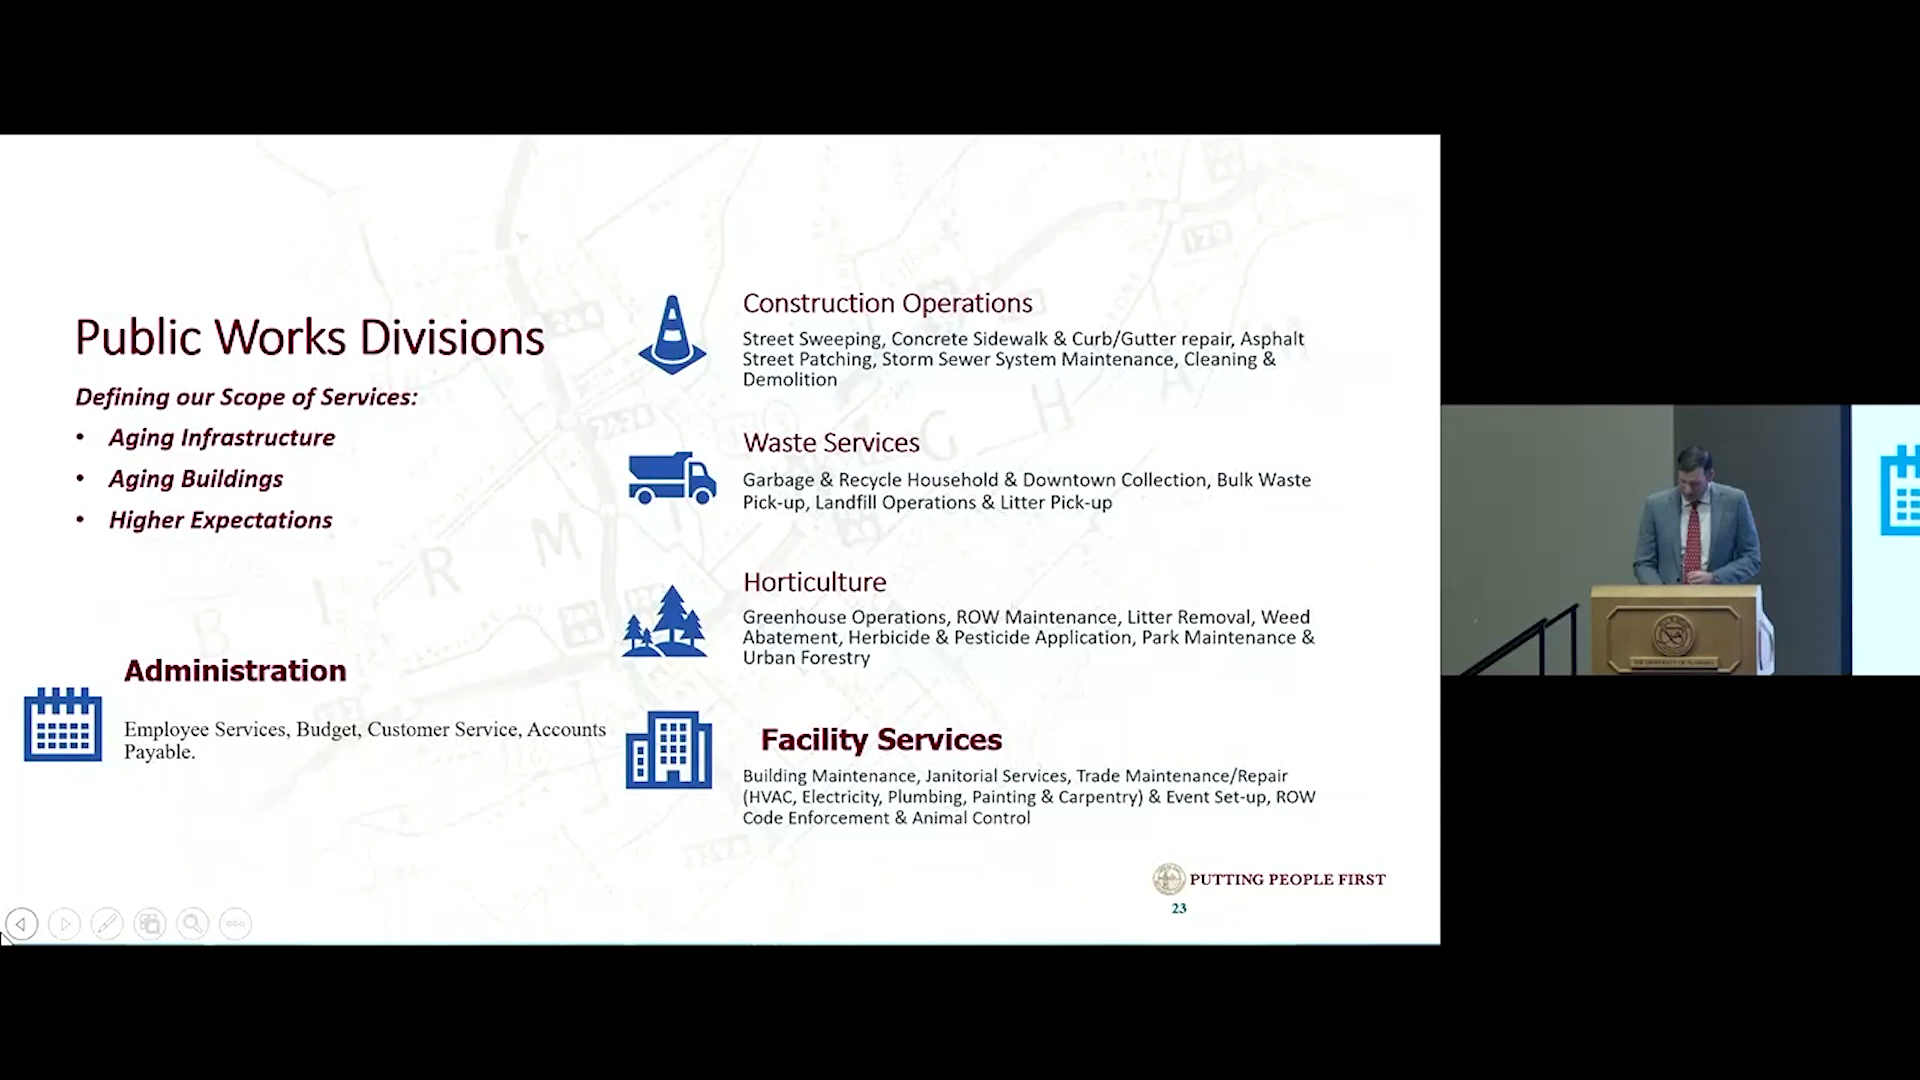 Public Works Divisions
Defining our Scope of Services:
• Aging Infrastructure
• Aging Buildings
• Higher Expectations
Administration
Employee Services, Budget, Customer Service, Accounts
Payable.
Construction Operations
Street Sweeping, Concrete Sidewalk & Curb/Gutter repair, Asphalt
Street Patching, Storm Sewer System Maintenance, Cleaning &
Demolition
Waste Services
Garbage & Recycle Household & Downtown Collection, Bulk Waste
Pick-up, Landfill Operations & Litter Pick-up
Horticulture
Greenhouse Operations, ROW Maintenance, Litter Removal, Weed
Abatement, Herbicide & Pesticide Application, Park Maintenance &
Urban Forestry
Facility Services
Building Maintenance, Janitorial Services, Trade Maintenance/Repair
(HVAC, Electricity, Plumbing, Painting & Carpentry) & Event Set-up, ROW
Code Enforcement & Animal Control
PUTTING PEOPLE FIRST
23
THE UNIVERSITY OF ALABAMA